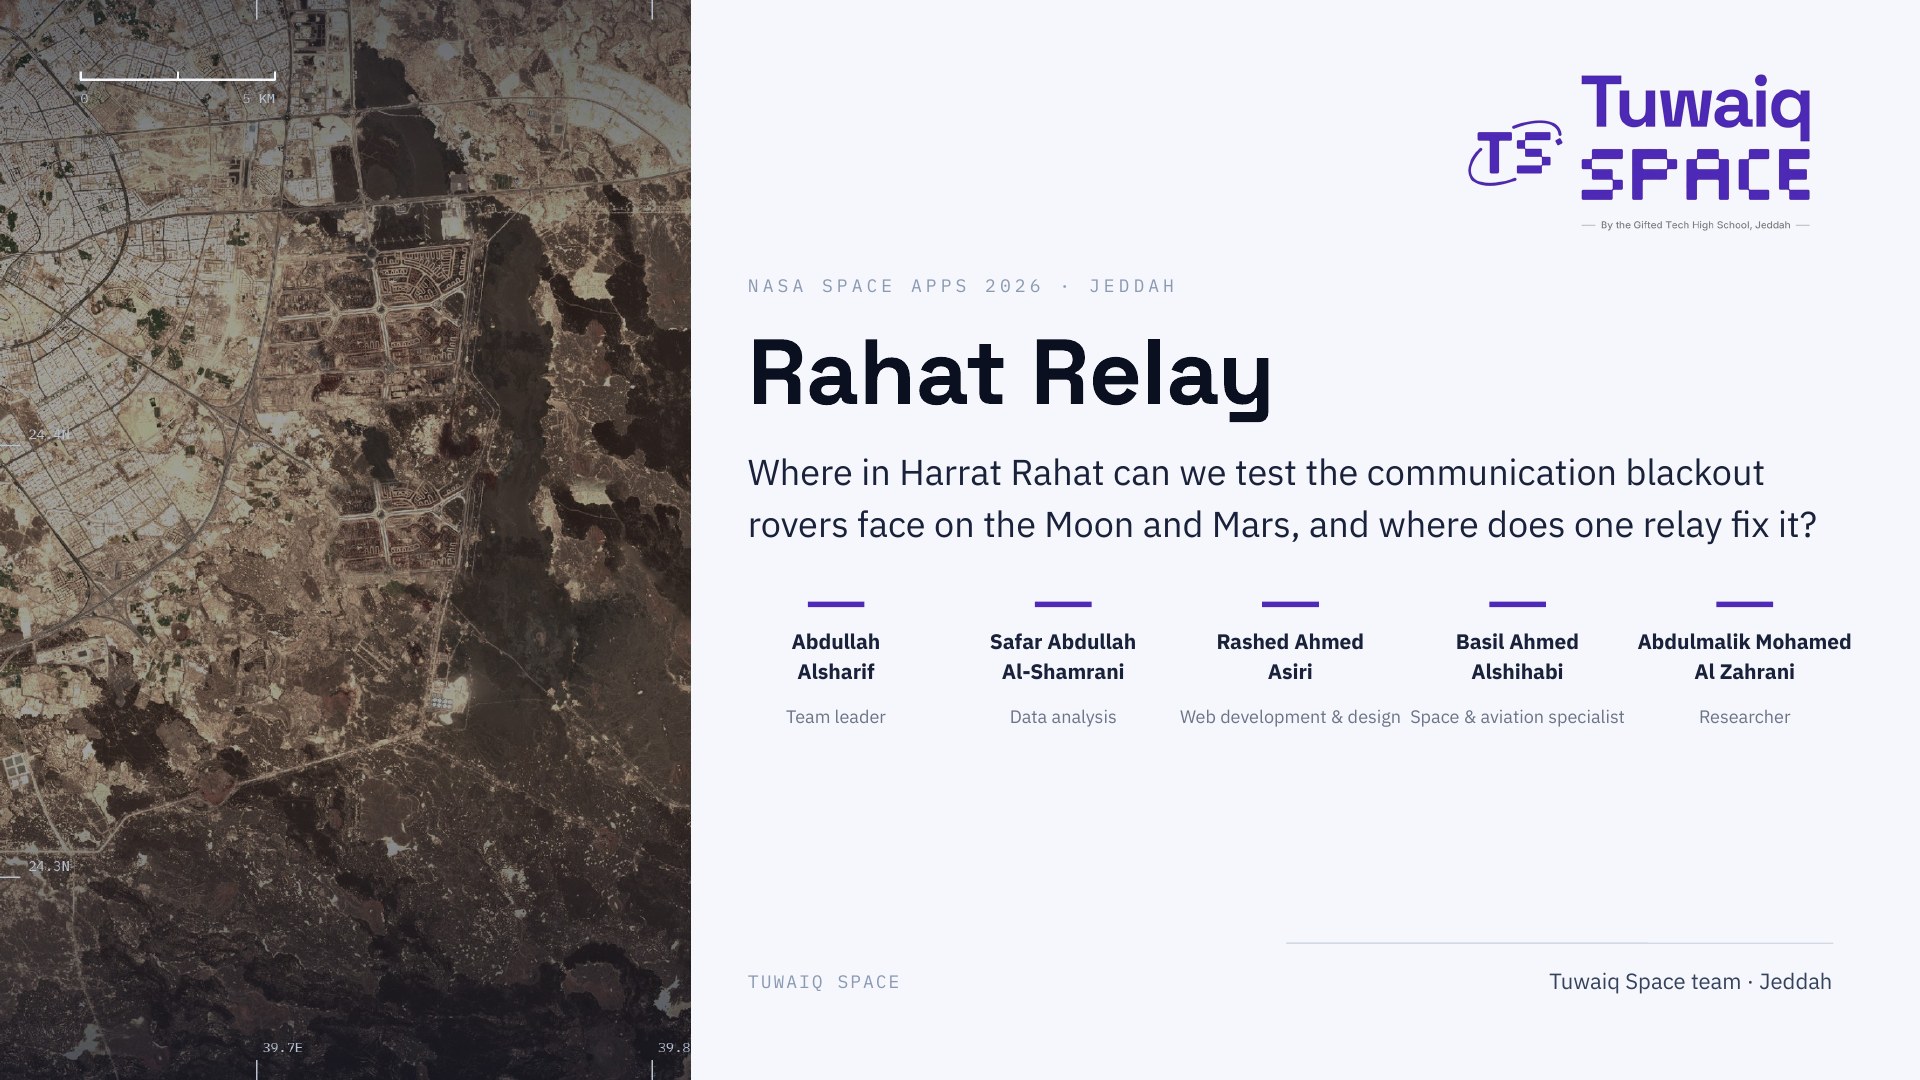 0
5 KM
24.4N
24.3N
39.7E
39.8
TS
Tuwaiq
SPACE
By the Gifted Tech High School, Jeddah
NASA SPACE APPS 2026 · JEDDAH
Rahat Relay
Where in Harrat Rahat can we test the communication blackout
rovers face on the Moon and Mars, and where does one relay fix it?
Abdullah
Alsharif
Team leader
Safar Abdullah
Al-Shamrani
Data analysis
Rashed Ahmed
Asiri
Web development & design
Basil Ahmed
Alshihabi
Space & aviation specialist
Abdulmalik Mohamed
Al Zahrani
Researcher
TUWAIQ SPACE
Tuwaiq Space team · Jeddah